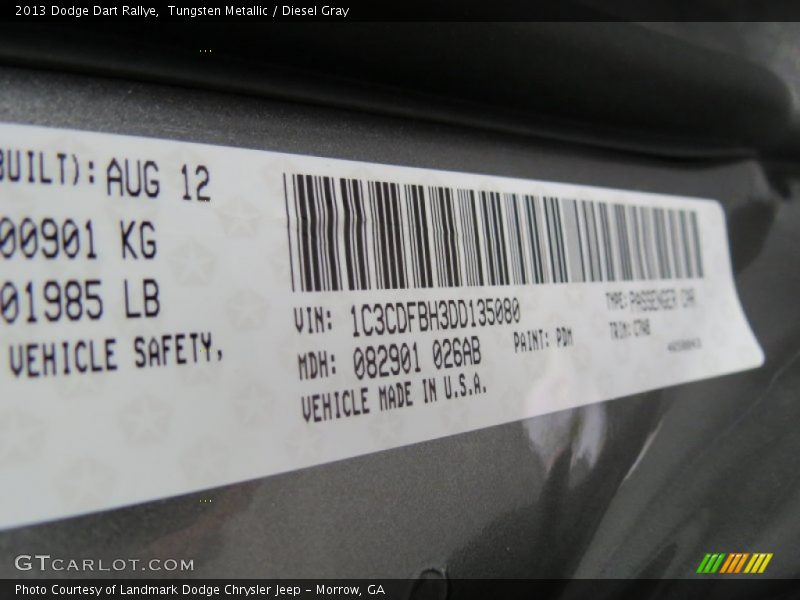 2013 Dodge Dart Rallye,  Tungsten Metallic / Diesel Gray
BUILT): AUG 12
00901 KG
01985 LB
VEHICLE SAFETY,
VIN: 1C3CDFBH3DD135080
TYPE: PASSENGER CAR
MDH: 082901 026AB
PAINT: PDM
TRIM:
VEHICLE MADE IN U.S.A.
GTCARLOT.COM
Photo Courtesy of Landmark Dodge Chrysler Jeep - Morrow, GA